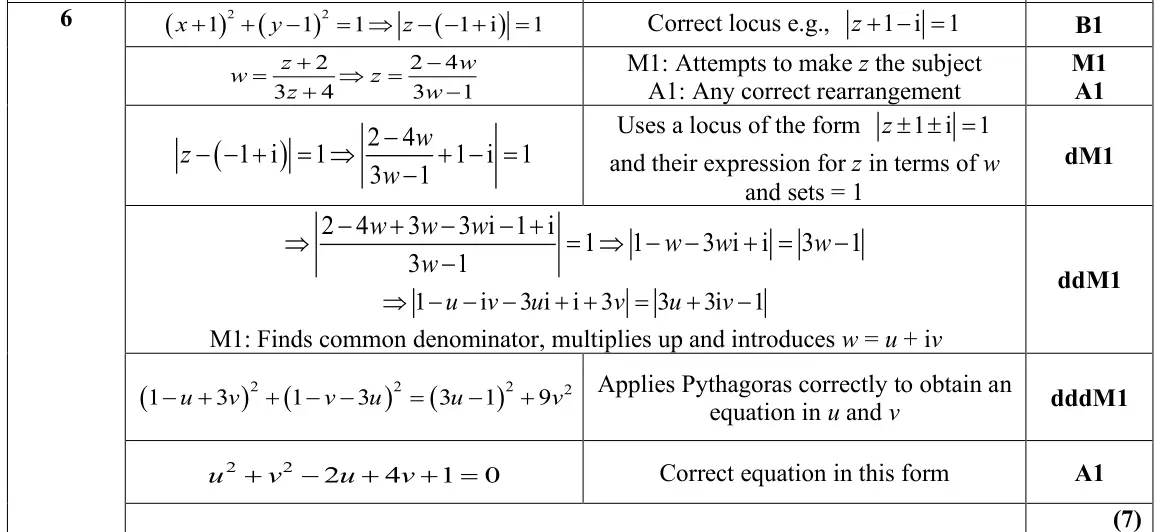 6
(x+1)² + (y−1)² = 1 ⇒ |z−(−1+i)| = 1
Correct locus e.g., |z+1−i| = 1
B1
w = (z+2)/(3z+4) ⇒ z = (2−4w)/(3w−1)
M1: Attempts to make z the subject
A1: Any correct rearrangement
M1
A1
|z−(−1+i)| = 1 ⇒ |(2−4w)/(3w−1) + 1 − i| = 1
Uses a locus of the form |z±1±i| = 1
and their expression for z in terms of w
and sets = 1
dM1
⇒ |(2−4w+3w−3wi−1+i)/(3w−1)| = 1 ⇒ |1−w−3wi+i| = |3w−1|
⇒ |1−u−iv−3ui+i+3v| = |3u+3iv−1|
M1: Finds common denominator, multiplies up and introduces w = u + iv
ddM1
(1−u+3v)² + (1−v−3u)² = (3u−1)² + 9v²
Applies Pythagoras correctly to obtain an
equation in u and v
dddM1
u² + v² − 2u + 4v + 1 = 0
Correct equation in this form
A1
(7)